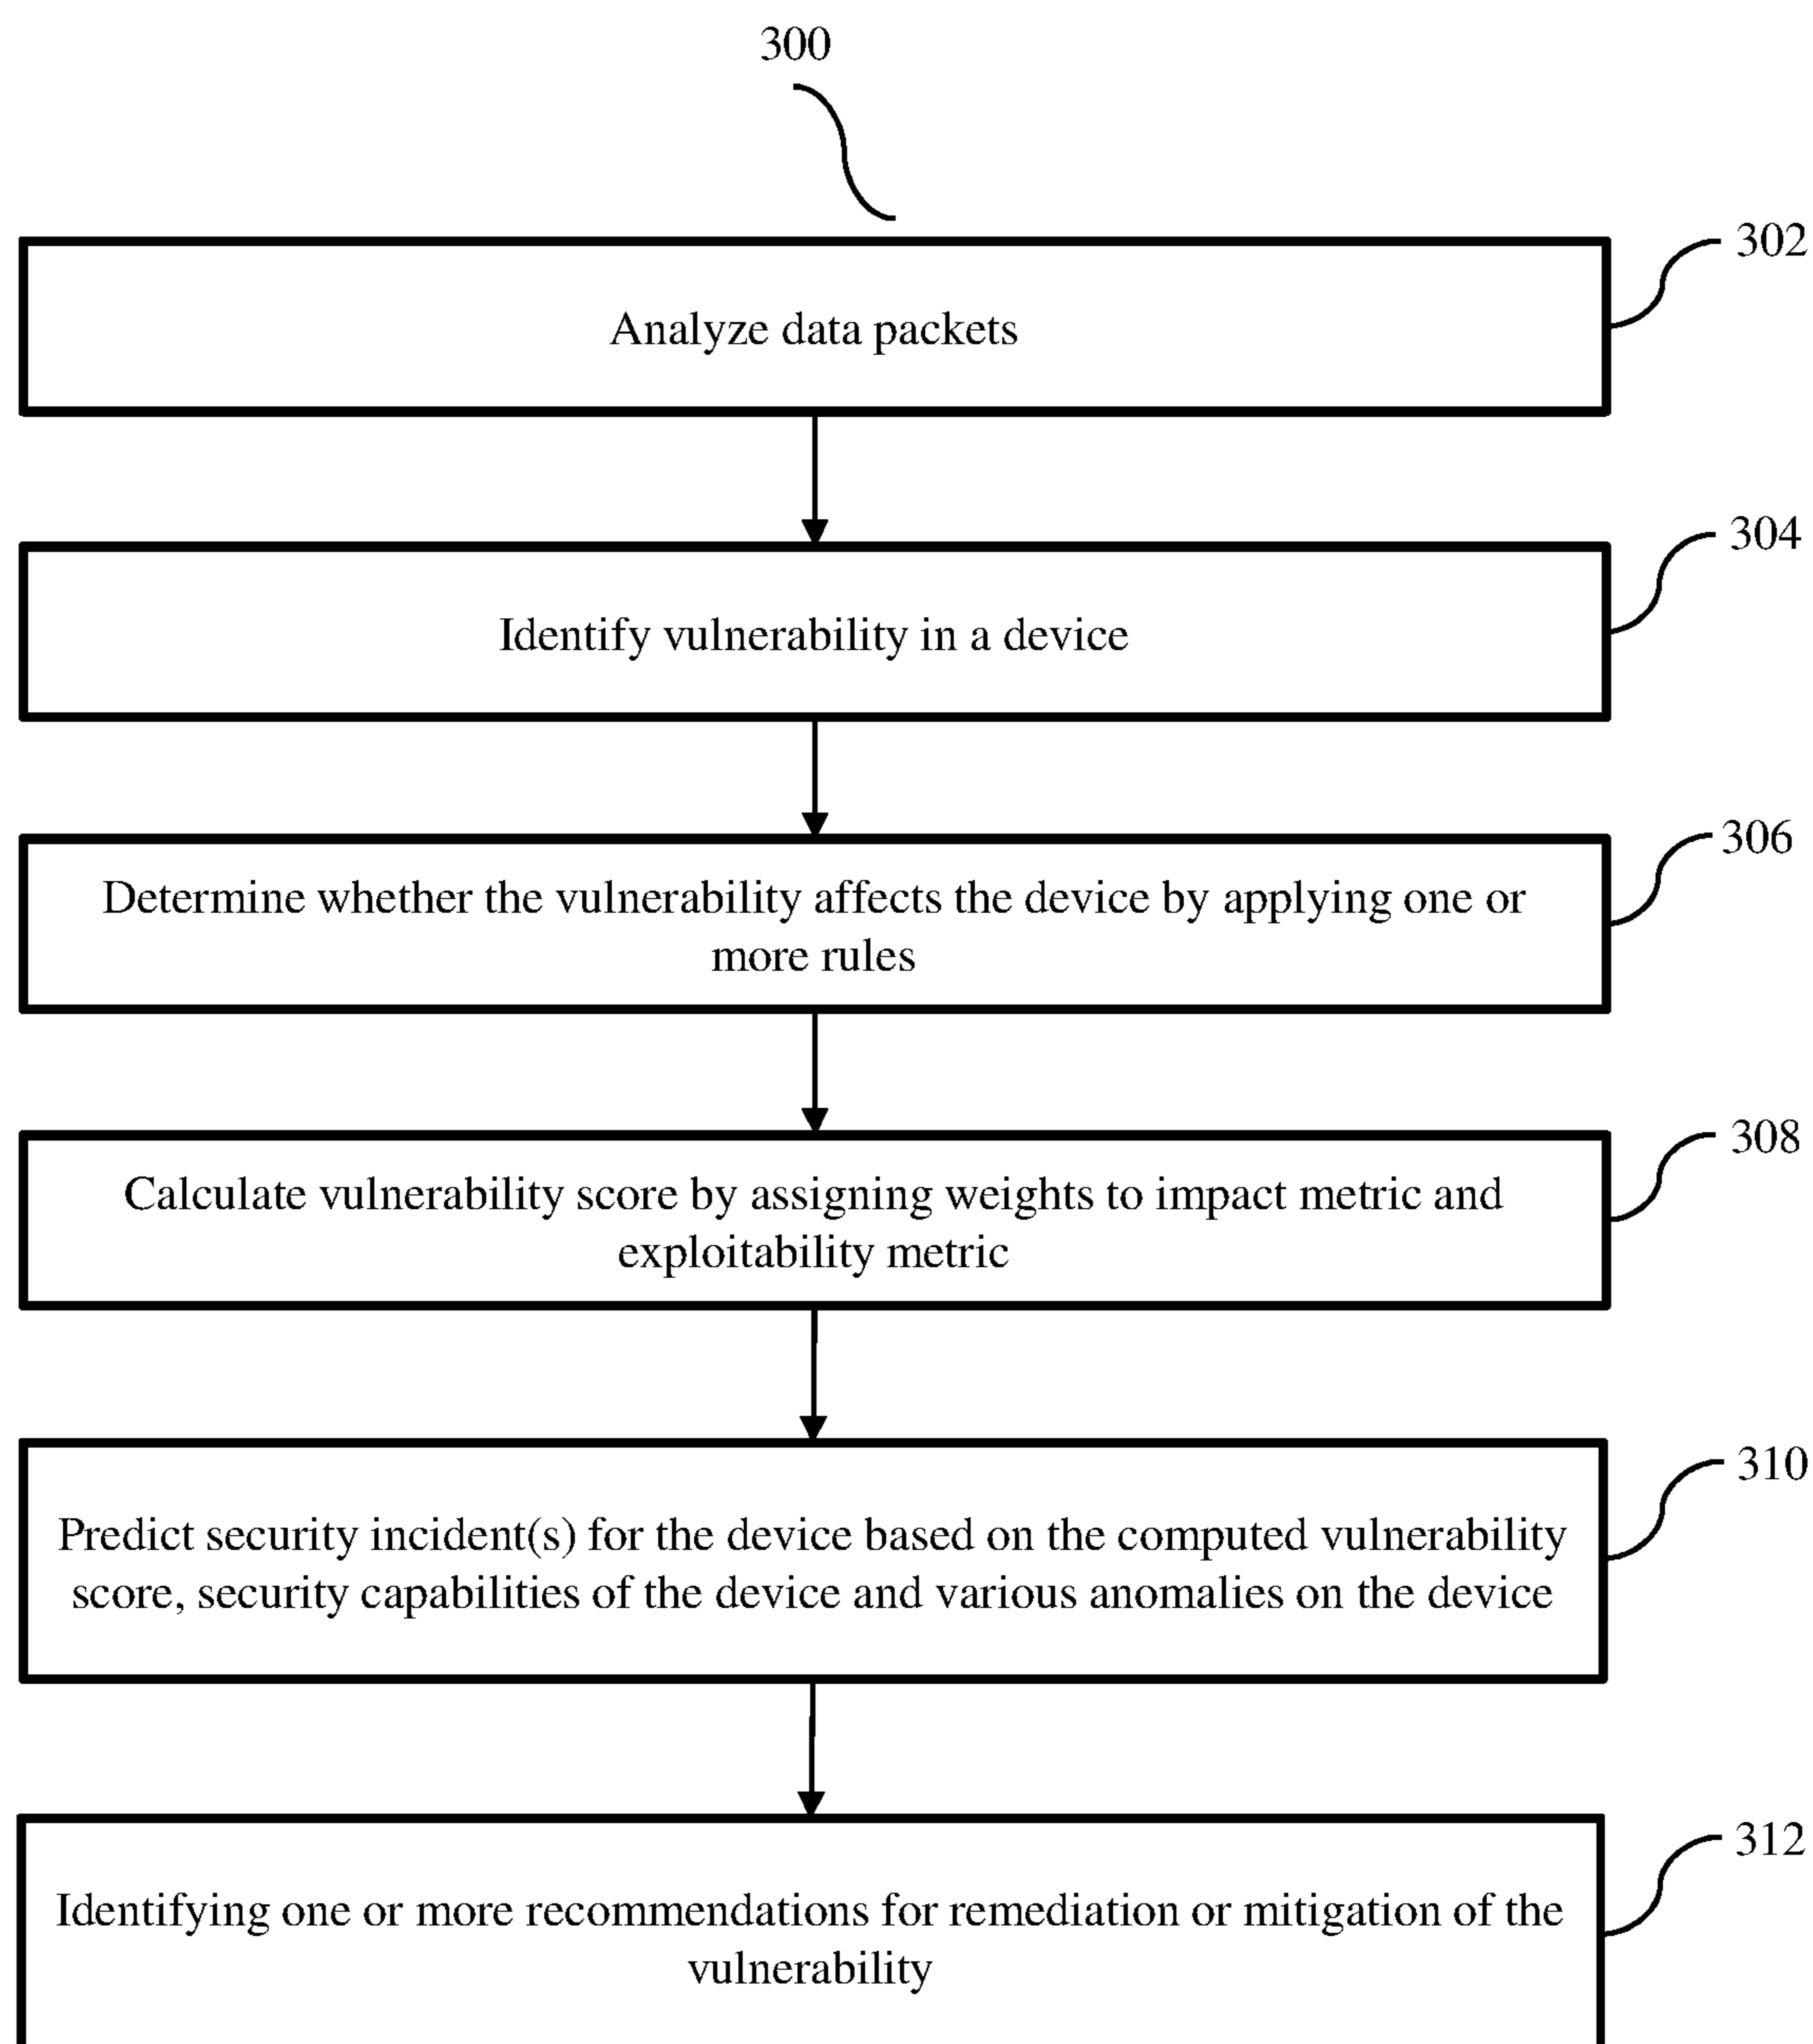 300
302
Analyze data packets
304
Identify vulnerability in a device
306
Determine whether the vulnerability affects the device by applying one or
more rules
308
Calculate vulnerability score by assigning weights to impact metric and
exploitability metric
310
Predict security incident(s) for the device based on the computed vulnerability
score, security capabilities of the device and various anomalies on the device
312
Identifying one or more recommendations for remediation or mitigation of the
vulnerability